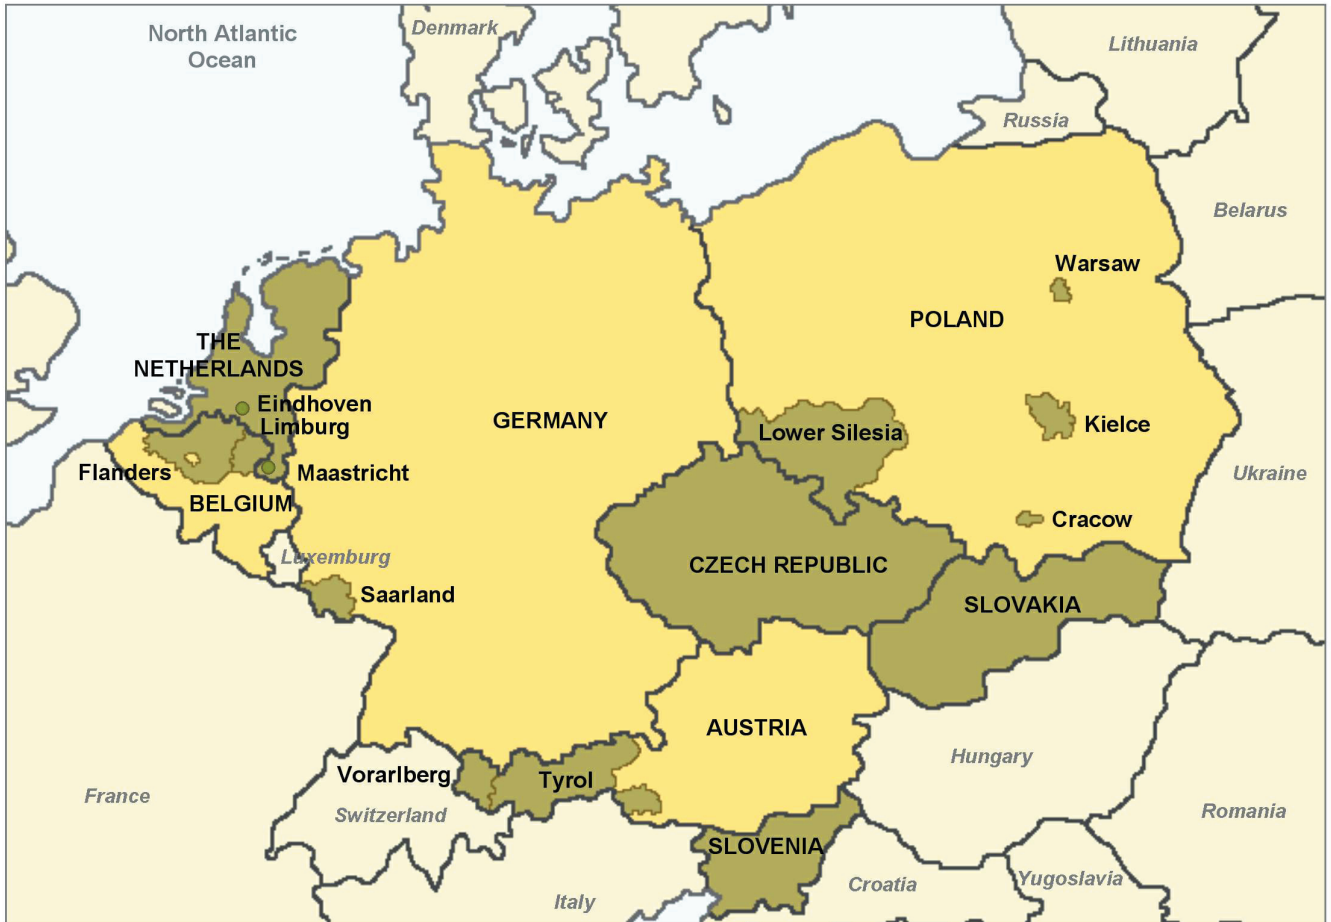 North Atlantic
Ocean
Denmark
Lithuania
Russia
Belarus
Warsaw
POLAND
THE
NETHERLANDS
Eindhoven
Limburg
GERMANY
Lower Silesia
Kielce
Flanders
Maastricht
Ukraine
BELGIUM
Cracow
Luxemburg
CZECH REPUBLIC
Saarland
SLOVAKIA
AUSTRIA
Hungary
Vorarlberg
Tyrol
France
Switzerland
Romania
SLOVENIA
Croatia
Yugoslavia
Italy